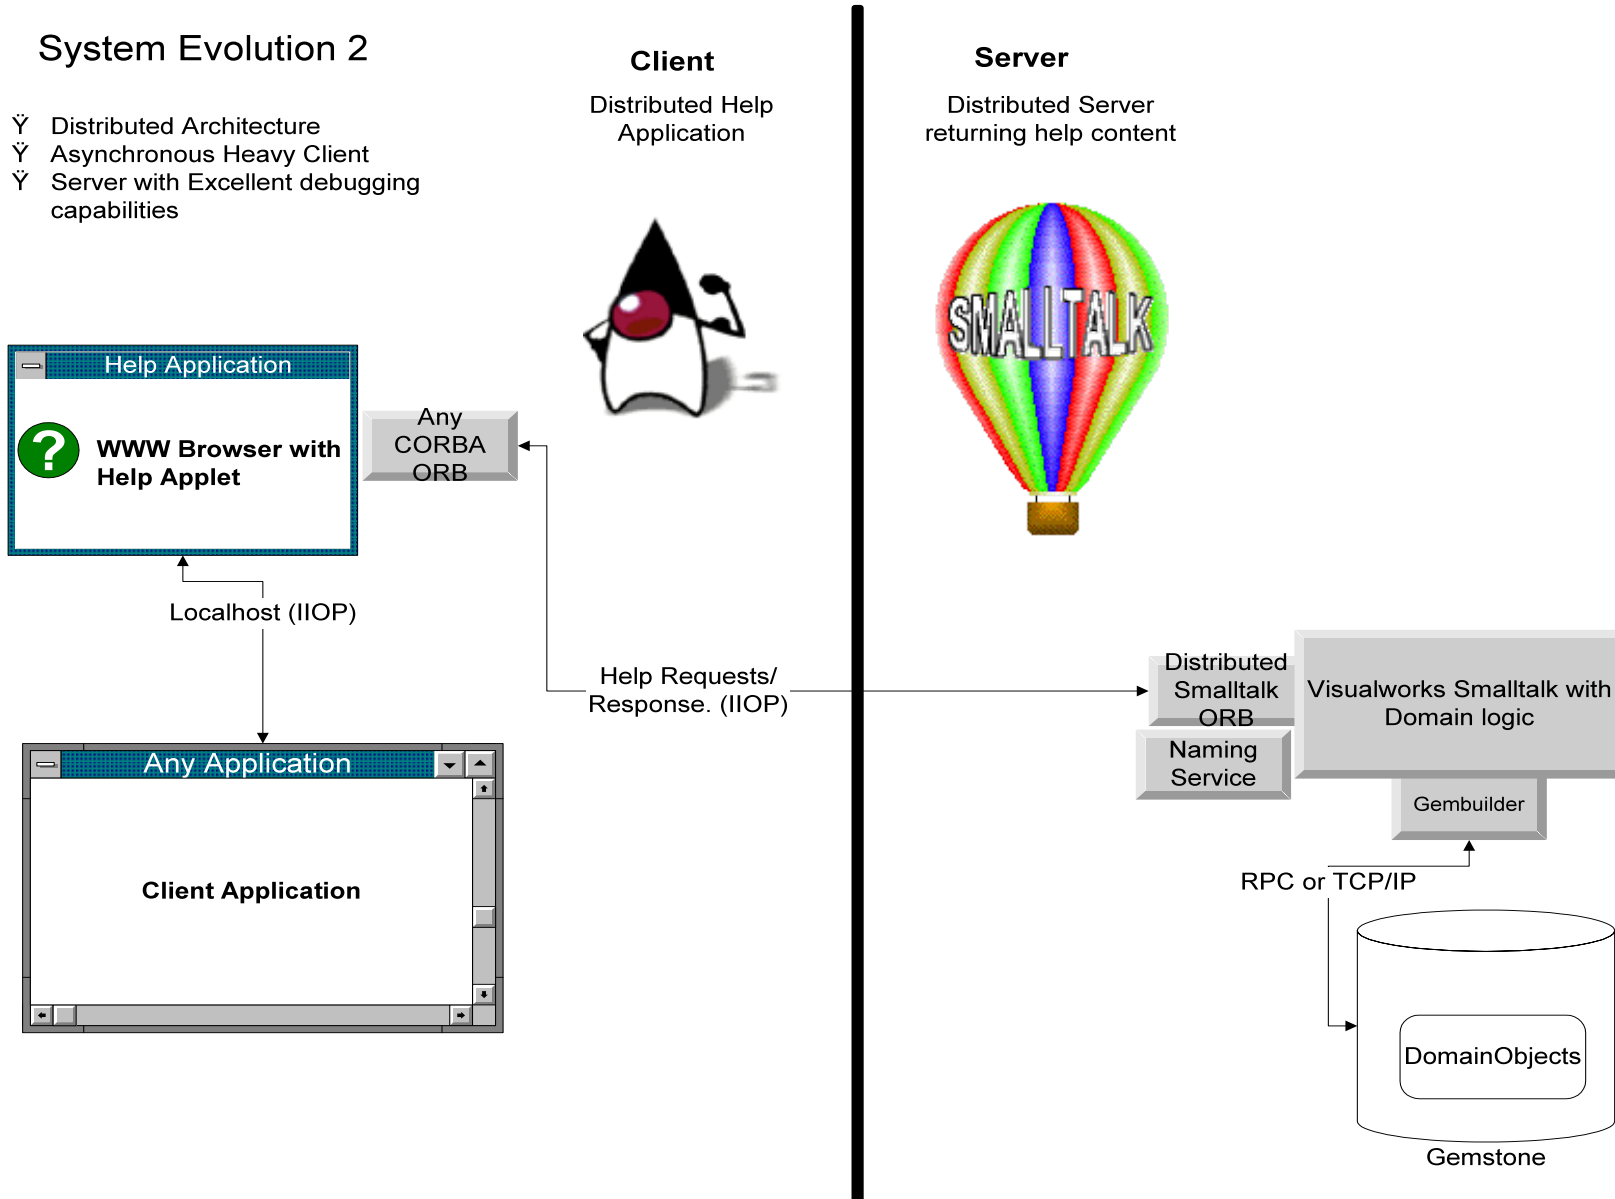 System Evolution 2
Ÿ Distributed Architecture
Ÿ Asynchronous Heavy Client
Ÿ Server with Excellent debugging
capabilities
Client
Distributed Help
Application
Server
Distributed Server
returning help content
SMALLTALK
Help Application
?
WWW Browser with
Help Applet
Any
CORBA
ORB
Localhost (IIOP)
Help Requests/
Response. (IIOP)
Any Application
Client Application
Distributed
Smalltalk
ORB
Naming
Service
Visualworks Smalltalk with
Domain logic
Gembuilder
RPC or TCP/IP
DomainObjects
Gemstone